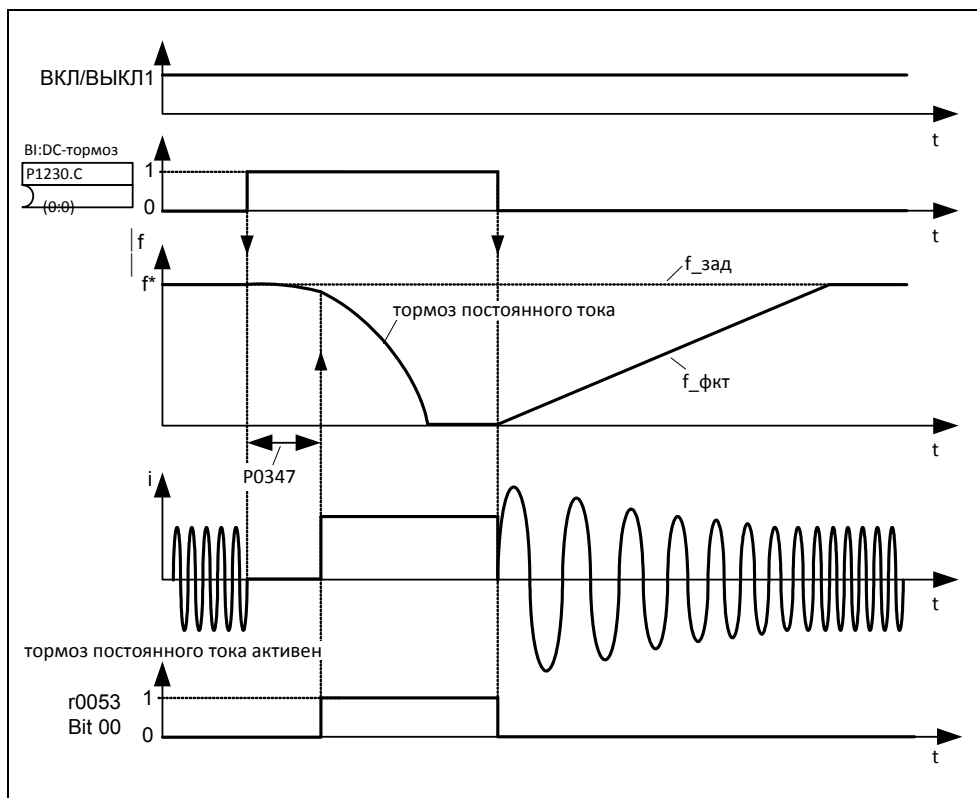 ВКЛ/ВЫКЛ1
t
BI:DC-тормоз
P1230.C
(0:0)
1
0
t
f
f*
f_зад
тормоз постоянного тока
f_фкт
t
P0347
i
t
тормоз постоянного тока активен
r0053
Bit 00
1
0
t